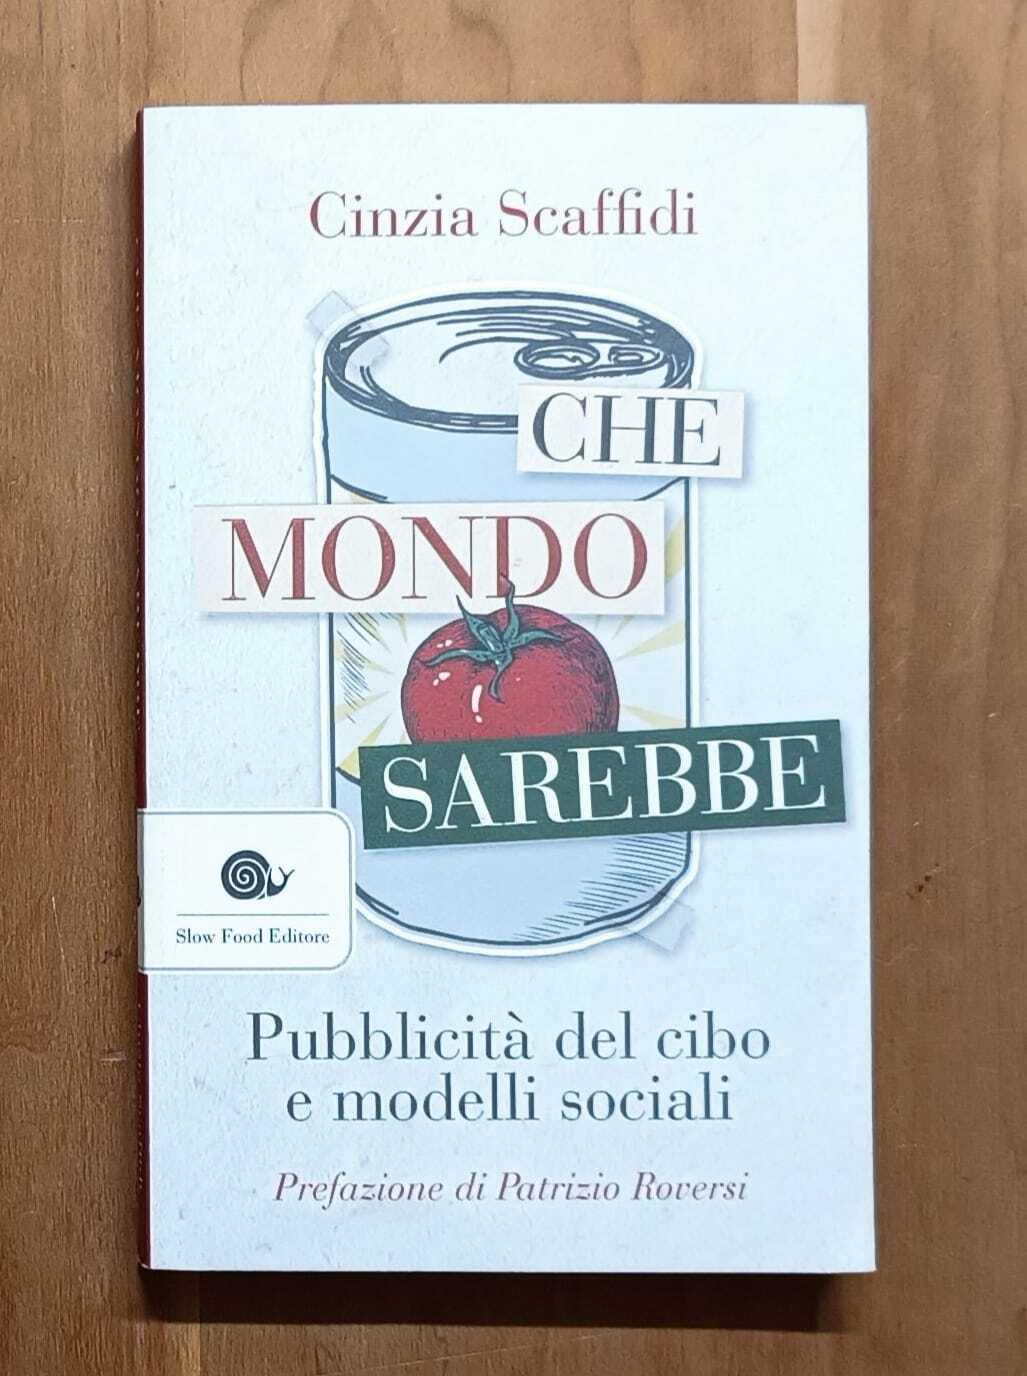 Cinzia Scaffidi
CHE
MONDO
SAREBBE
Slow Food Editore
Pubblicità del cibo
e modelli sociali
Prefazione di Patrizio Roversi